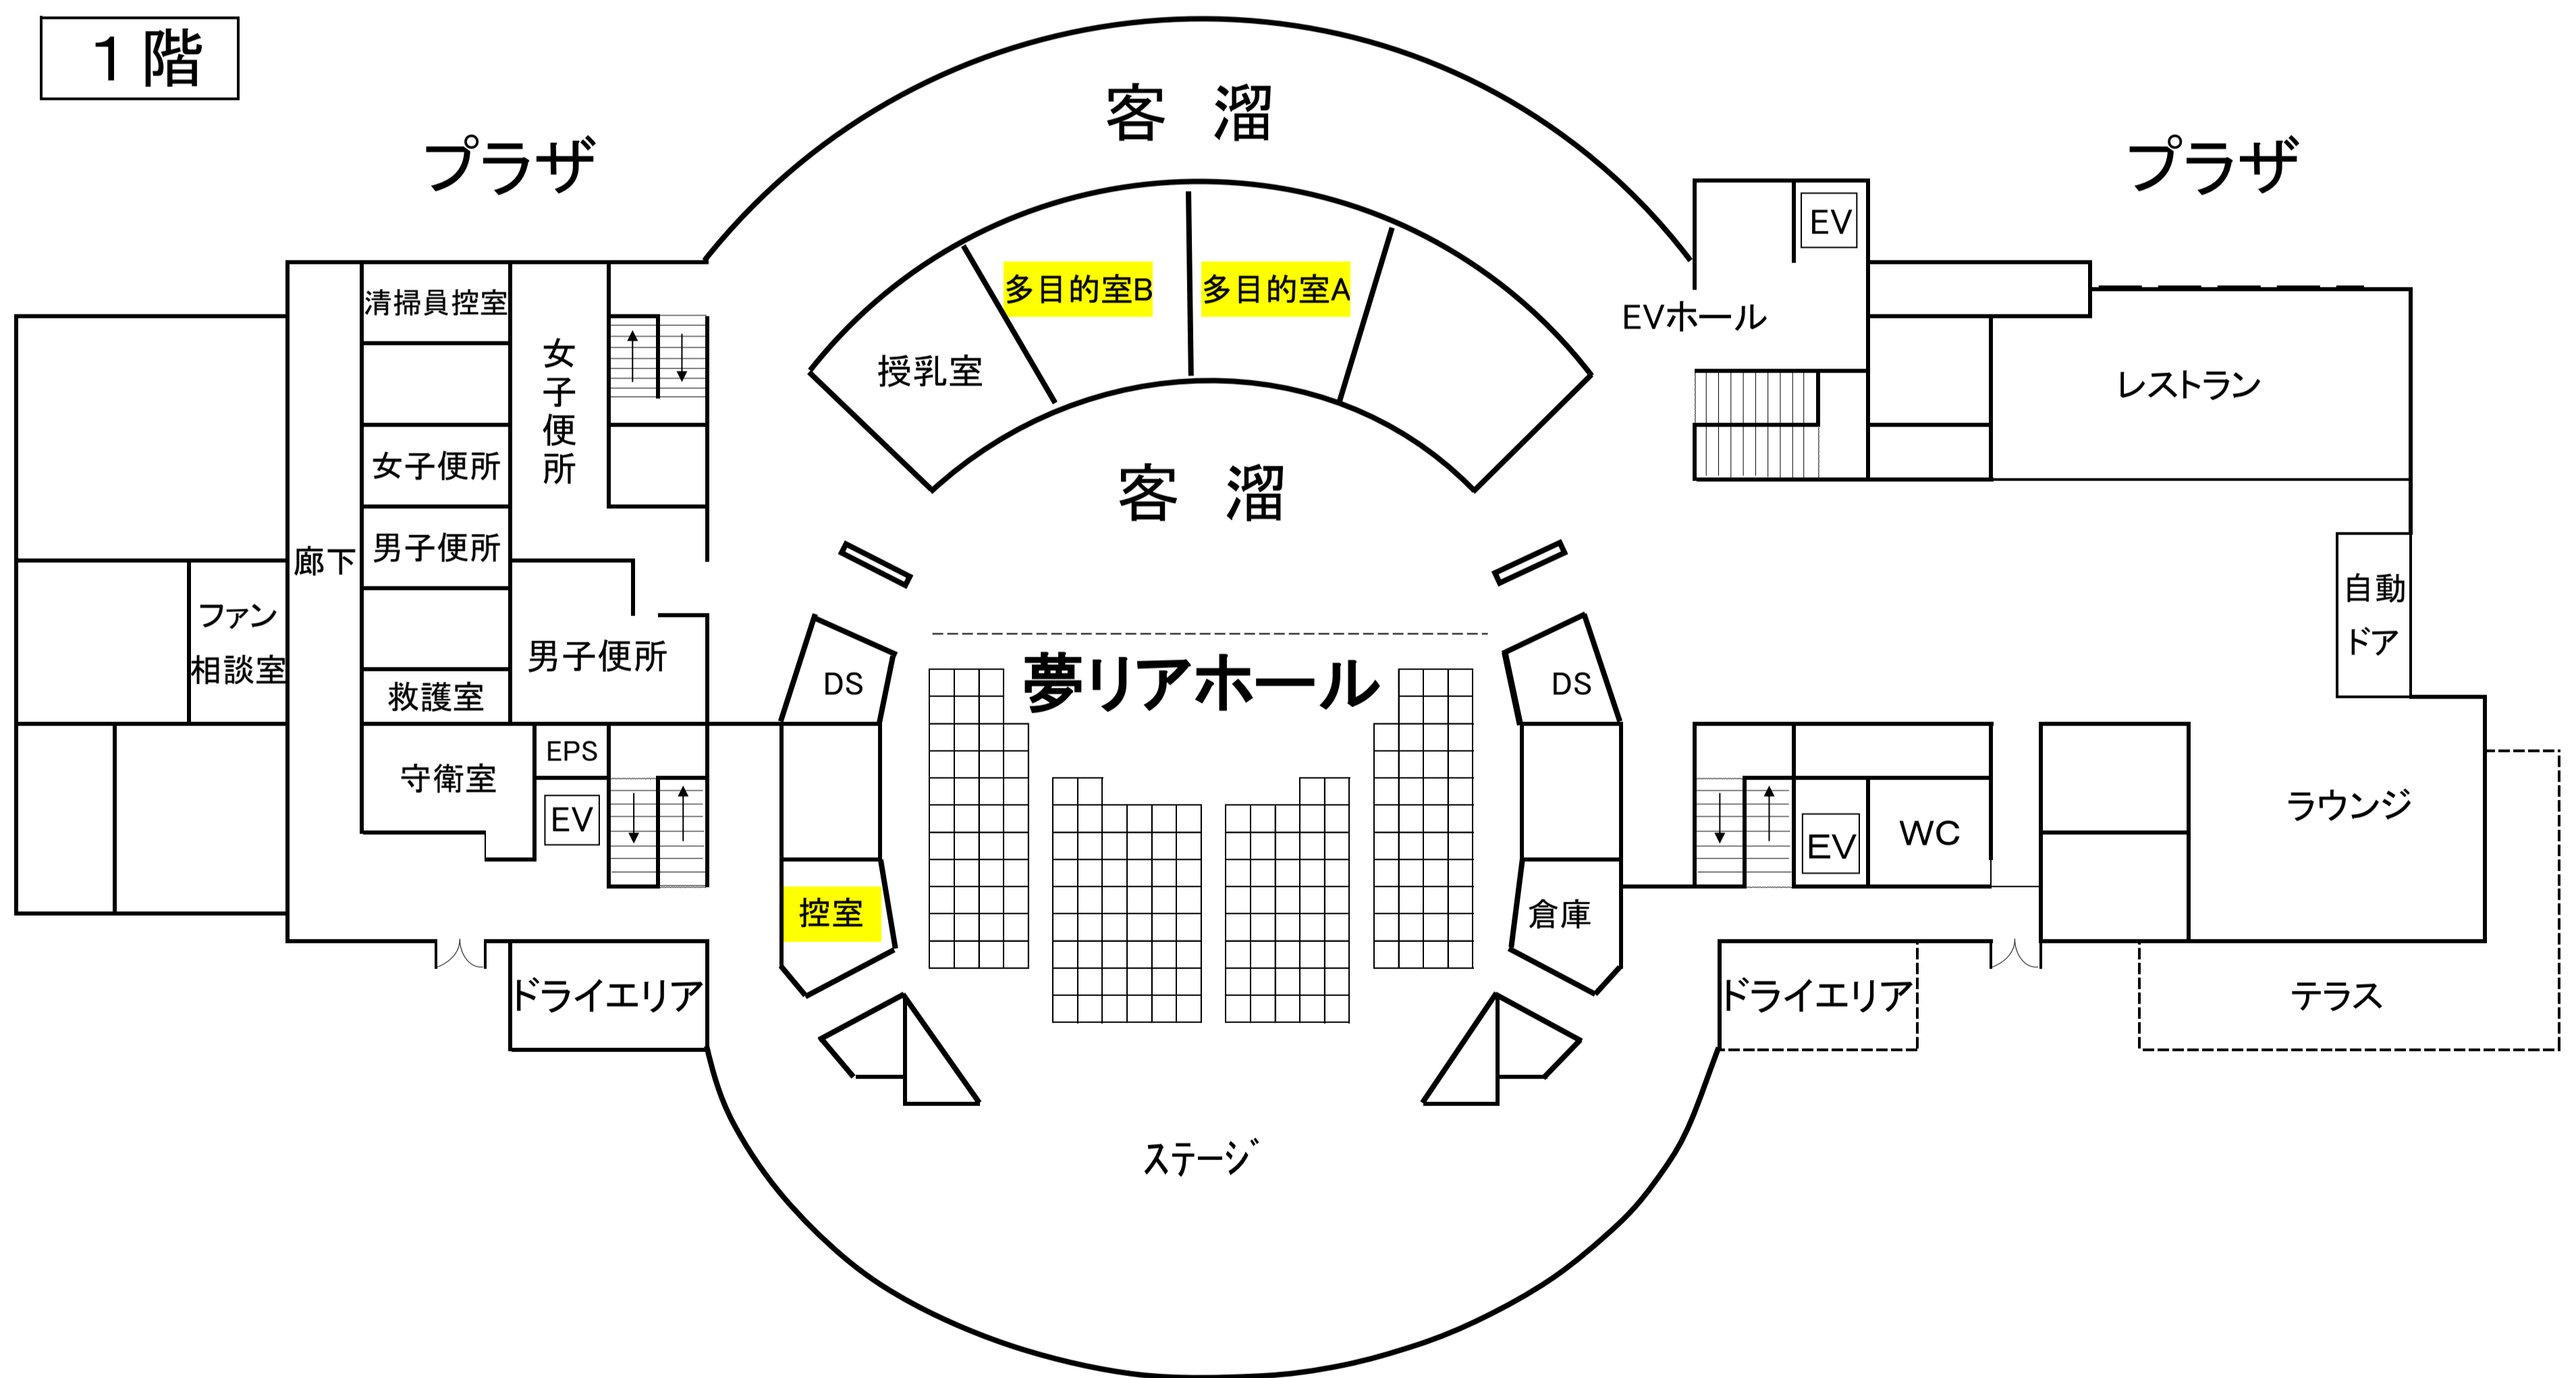 １階
プラザ
客溜
プラザ
EV
多目的室B
多目的室A
清掃員控室
EVホール
女子便所
授乳室
レストラン
女子便所
客溜
廊下
男子便所
自動
ドア
ファン
相談室
男子便所
救護室
DS
夢リアホール
DS
EPS
守衛室
EV
EV
WC
ラウンジ
控室
倉庫
ドライエリア
ドライエリア
テラス
ｽﾃｰｼﾞ